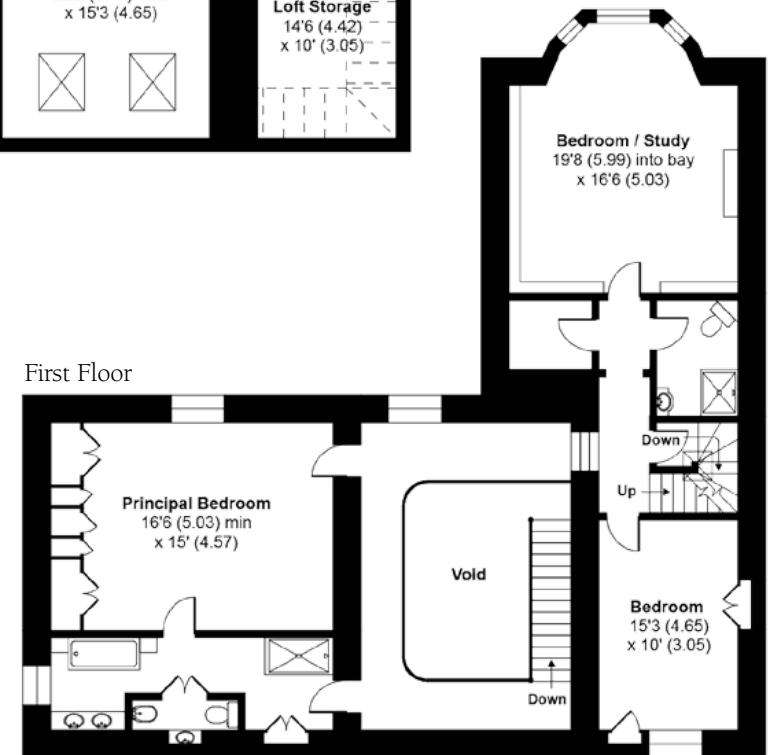 x 15'3 (4.65)
Loft Storage
14'6 (4.42)
x 10' (3.05)
Bedroom / Study
19'8 (5.99) into bay
x 16'6 (5.03)
First Floor
Down
Up
Principal Bedroom
16'6 (5.03) min
x 15' (4.57)
Void
Bedroom
15'3 (4.65)
x 10' (3.05)
Down